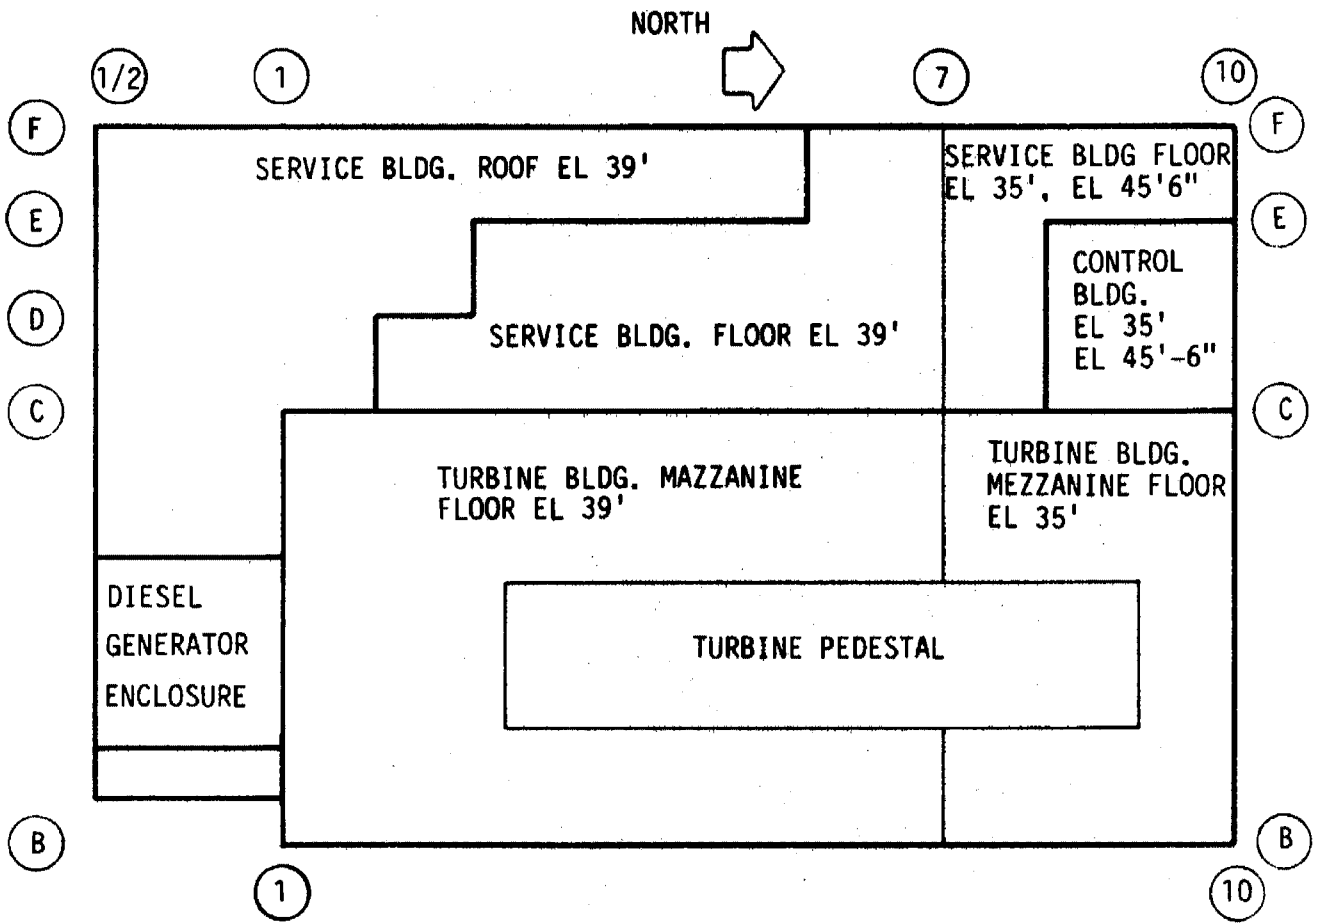 NORTH
1/2
1
7
10
F
F
SERVICE BLDG. ROOF EL 39'
SERVICE BLDG FLOOR
EL 35', EL 45'6"
E
E
CONTROL
BLDG.
EL 35'
EL 45'-6"
D
SERVICE BLDG. FLOOR EL 39'
C
C
TURBINE BLDG. MAZZANINE
FLOOR EL 39'
TURBINE BLDG.
MEZZANINE FLOOR
EL 35'
DIESEL
GENERATOR
ENCLOSURE
TURBINE PEDESTAL
B
B
1
10